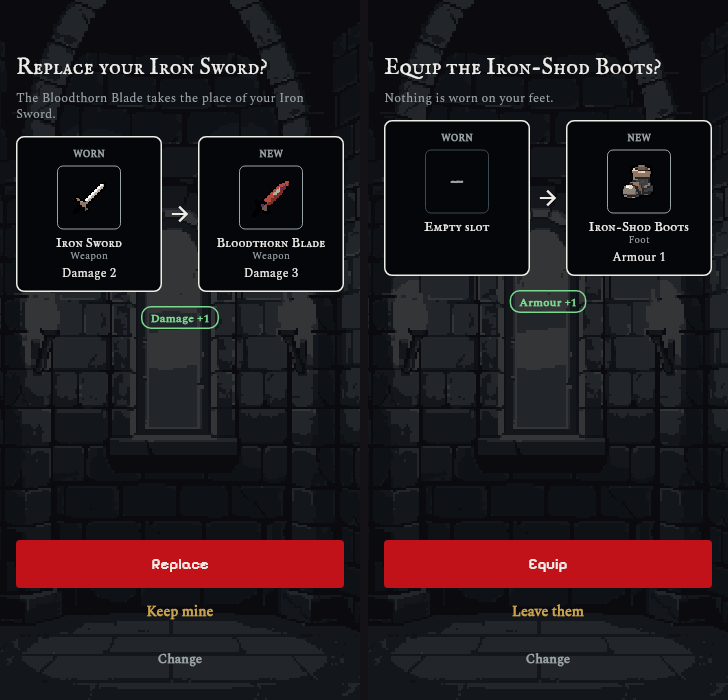 Replace your Iron Sword?
The Bloodthorn Blade takes the place of your Iron
Sword.
WORN
Iron Sword
Weapon
Damage 2
→
NEW
Bloodthorn Blade
Weapon
Damage 3
Damage +1
Replace
Keep mine
Change
Equip the Iron-Shod Boots?
Nothing is worn on your feet.
WORN
—
Empty slot
→
NEW
Iron-Shod Boots
Foot
Armour 1
Armour +1
Equip
Leave them
Change